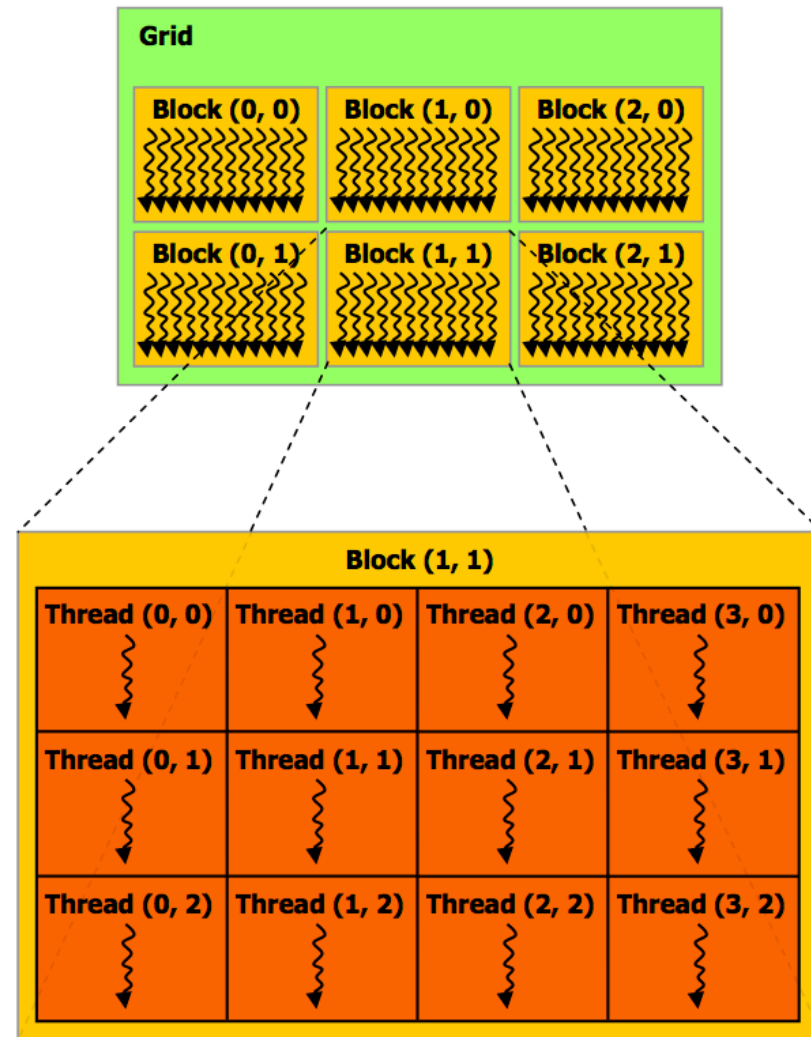 Grid
Block (0, 0) Block (1, 0) Block (2, 0)
Block (0, 1) Block (1, 1) Block (2, 1)
Block (1, 1)
Thread (0, 0) Thread (1, 0) Thread (2, 0) Thread (3, 0)
Thread (0, 1) Thread (1, 1) Thread (2, 1) Thread (3, 1)
Thread (0, 2) Thread (1, 2) Thread (2, 2) Thread (3, 2)